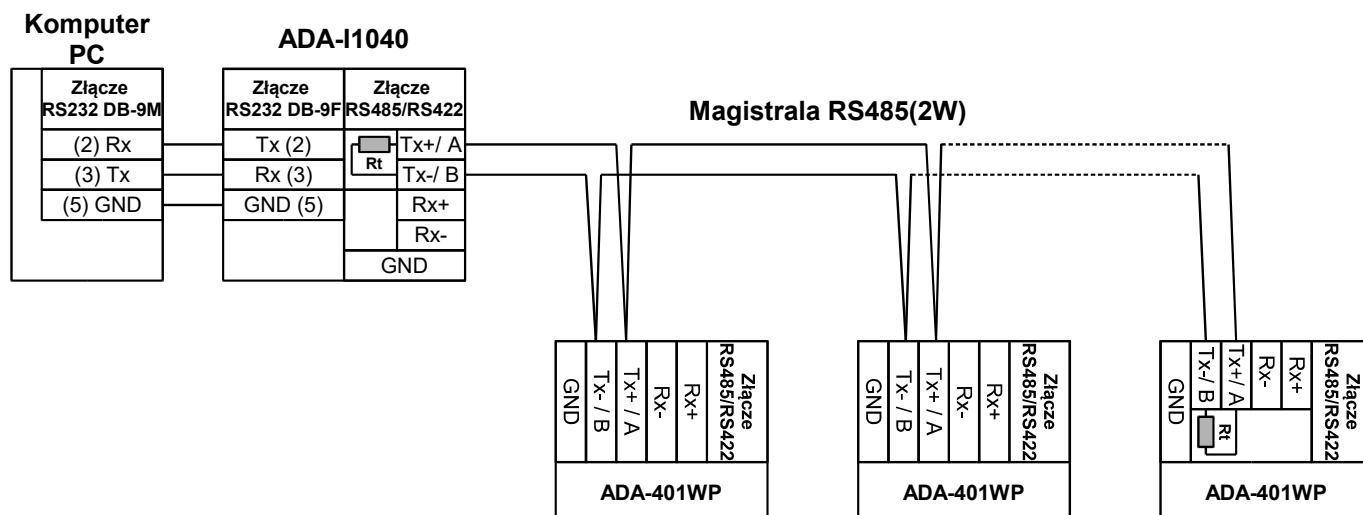 Komputer
PC
ADA-I1040
Złącze
RS232 DB-9M
(2) Rx
(3) Tx
(5) GND
Złącze
RS232 DB-9F
Tx (2)
Rx (3)
GND (5)
Złącze
RS485/RS422
Rt
Tx+/ A
Tx-/ B
Rx+
Rx-
GND
Magistrala RS485(2W)
GND
Tx- / B
Tx+ / A
Rx-
Rx+
Złącze
RS485/RS422
ADA-401WP
GND
Tx- / B
Tx+ / A
Rx-
Rx+
Złącze
RS485/RS422
ADA-401WP
GND
Tx-/ B
Tx+/ A
Rx-
Rx+
Rt
Złącze
RS485/RS422
ADA-401WP